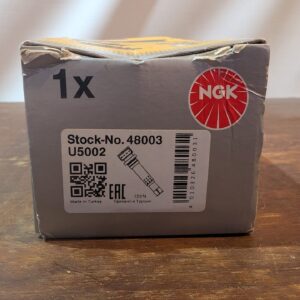 1x
NGK
Stock-No. 48003
U5002
EAC
Made in Turkey